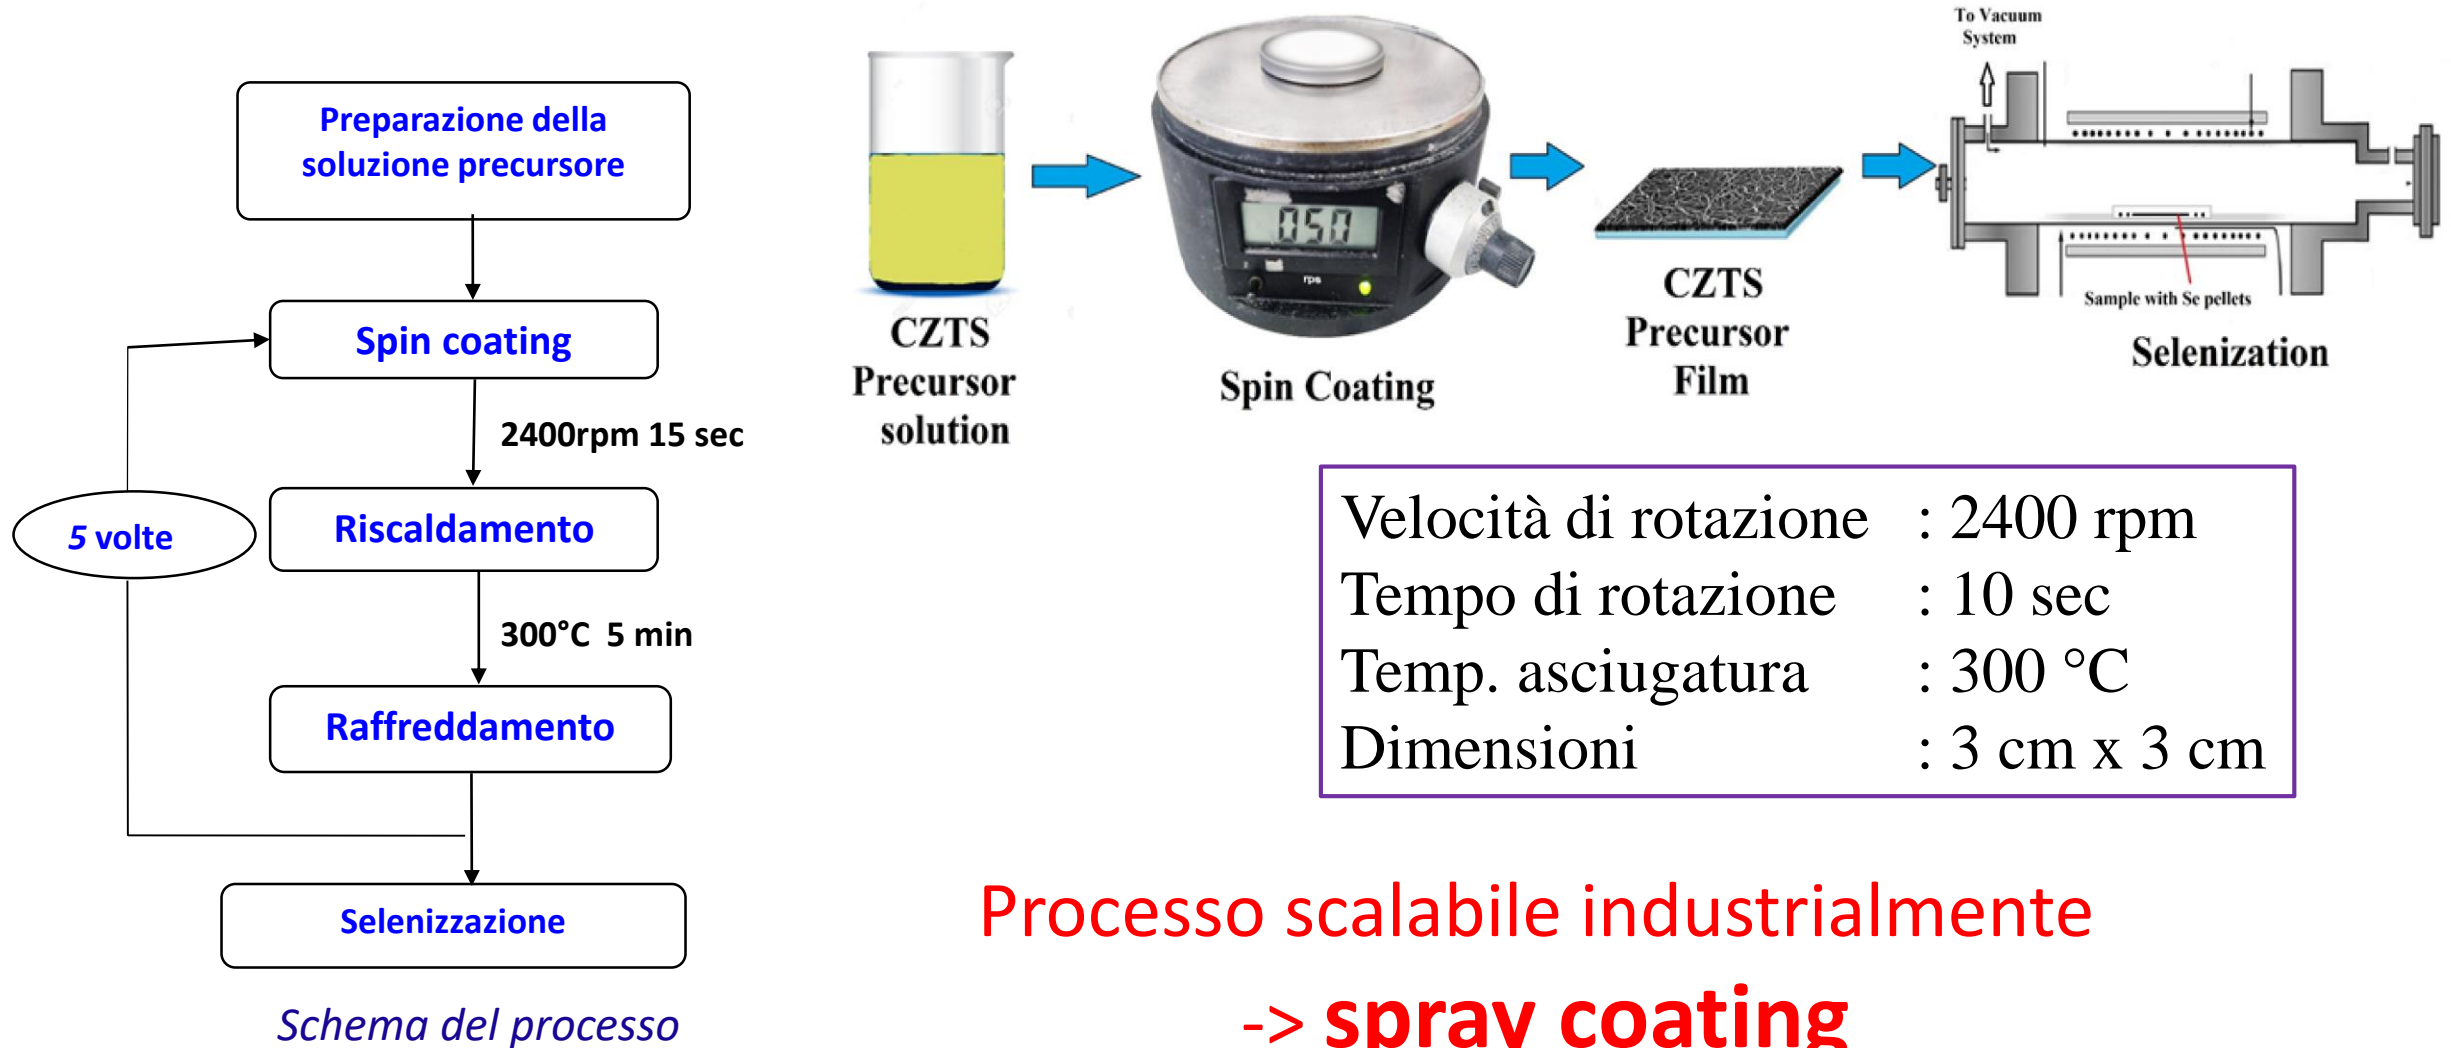 Preparazione della
soluzione precursore
Spin coating
2400rpm 15 sec
5 volte
Riscaldamento
300°C 5 min
Raffreddamento
Selenizzazione
Schema del processo
CZTS
Precursor
solution
050
rps
Spin Coating
CZTS
Precursor
Film
To Vacuum
System
Sample with Se pellets
Selenization
Velocità di rotazione : 2400 rpm
Tempo di rotazione : 10 sec
Temp. asciugatura : 300 °C
Dimensioni : 3 cm x 3 cm
Processo scalabile industrialmente
-> spray coating